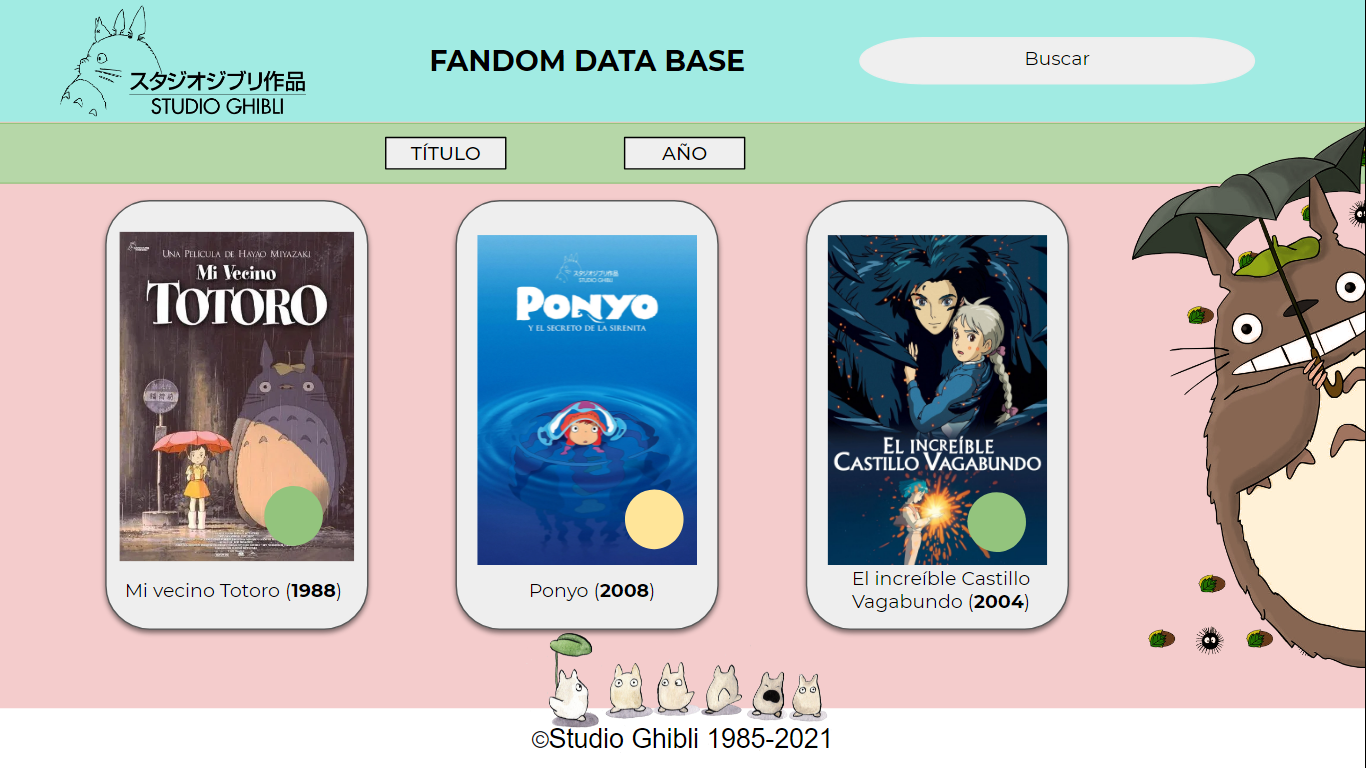 スタジオジブリ作品
STUDIO GHIBLI
FANDOM DATA BASE
Buscar
TÍTULO
AÑO
UNA PELÍCULA DE HAYAO MIYAZAKI
Mi Vecino
TOTORO
Mi vecino Totoro (1988)
スタジオジブリ作品
STUDIO GHIBLI
PONYO
Y EL SECRETO DE LA SIRENITA
Ponyo (2008)
EL INCREÍBLE
CASTILLO VAGABUNDO
El increíble Castillo
Vagabundo (2004)
©Studio Ghibli 1985-2021